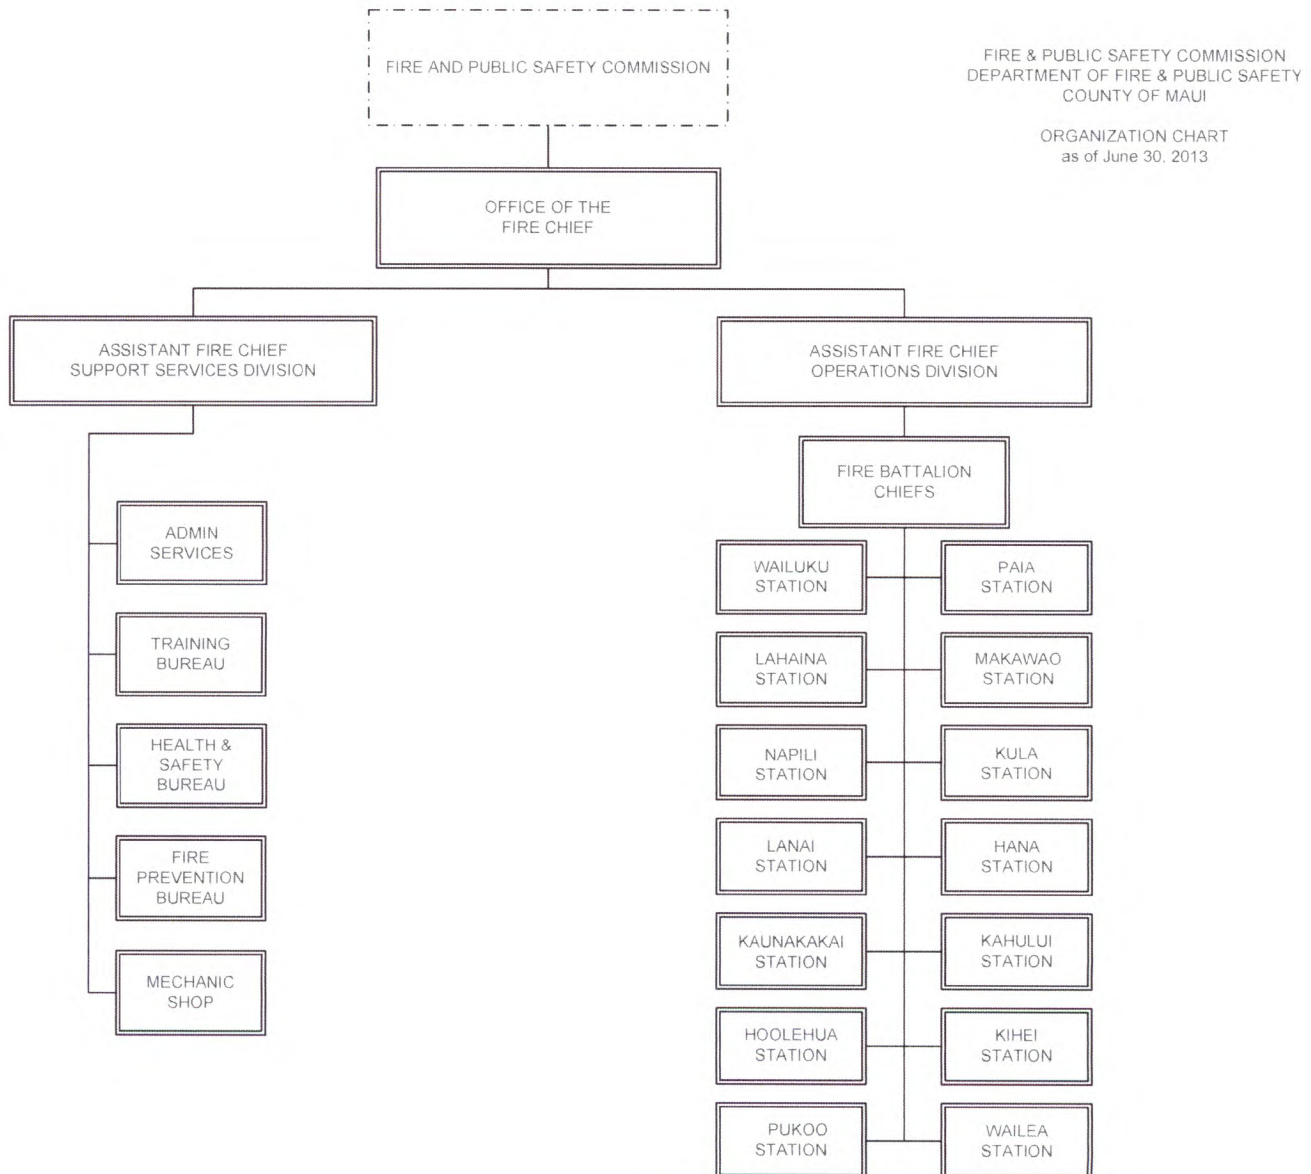 FIRE AND PUBLIC SAFETY COMMISSION
FIRE & PUBLIC SAFETY COMMISSION
DEPARTMENT OF FIRE & PUBLIC SAFETY
COUNTY OF MAUI
ORGANIZATION CHART
as of June 30, 2013
OFFICE OF THE
FIRE CHIEF
ASSISTANT FIRE CHIEF
SUPPORT SERVICES DIVISION
ASSISTANT FIRE CHIEF
OPERATIONS DIVISION
ADMIN
SERVICES
TRAINING
BUREAU
HEALTH &
SAFETY
BUREAU
FIRE
PREVENTION
BUREAU
MECHANIC
SHOP
FIRE BATTALION
CHIEFS
WAILUKU
STATION
PAIA
STATION
LAHAINA
STATION
MAKAWAO
STATION
NAPILI
STATION
KULA
STATION
LANAI
STATION
HANA
STATION
KAUNAKAKAI
STATION
KAHULUI
STATION
HOOLEHUA
STATION
KIHEI
STATION
PUKOO
STATION
WAILEA
STATION